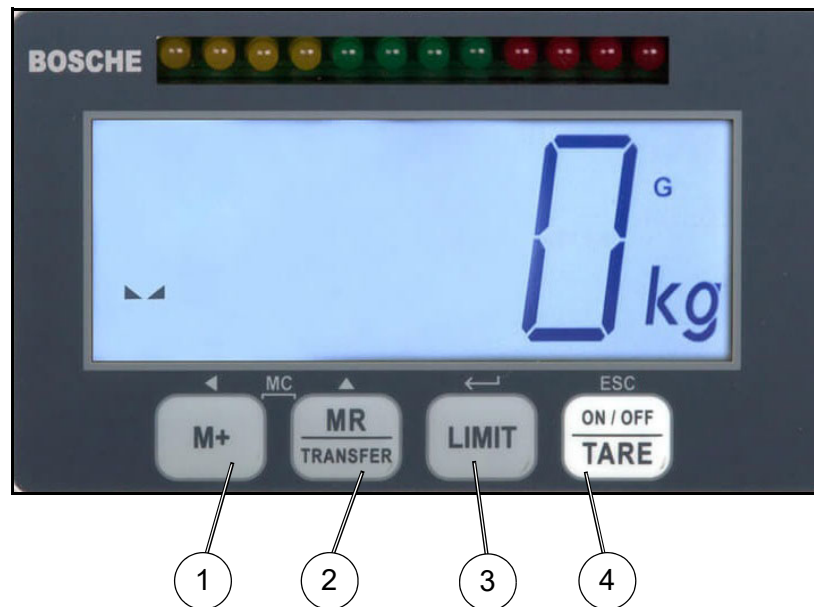 BOSCHE
0 G
kg
MC ESC
M+ MR LIMIT ON / OFF
TRANSFER TARE
1 2 3 4